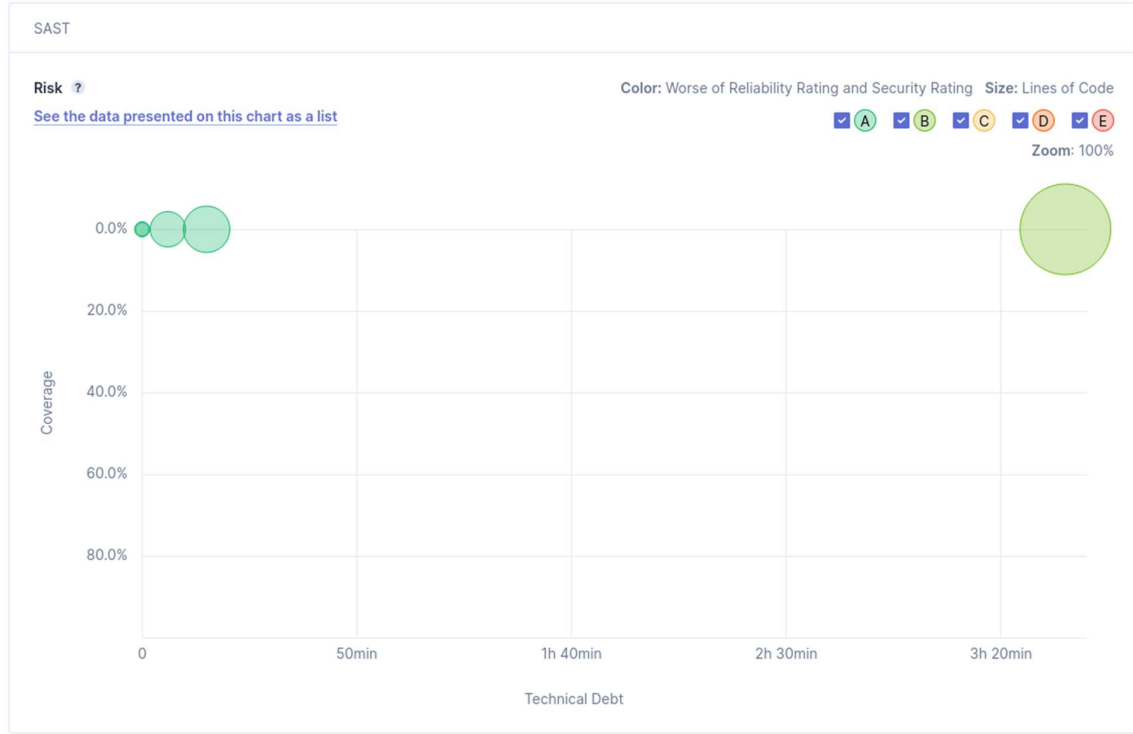 SAST
Risk ?
Color: Worse of Reliability Rating and Security Rating Size: Lines of Code
See the data presented on this chart as a list
A B C D E
Zoom: 100%
0.0%
20.0%
40.0%
60.0%
80.0%
Coverage
0 50min 1h 40min 2h 30min 3h 20min
Technical Debt